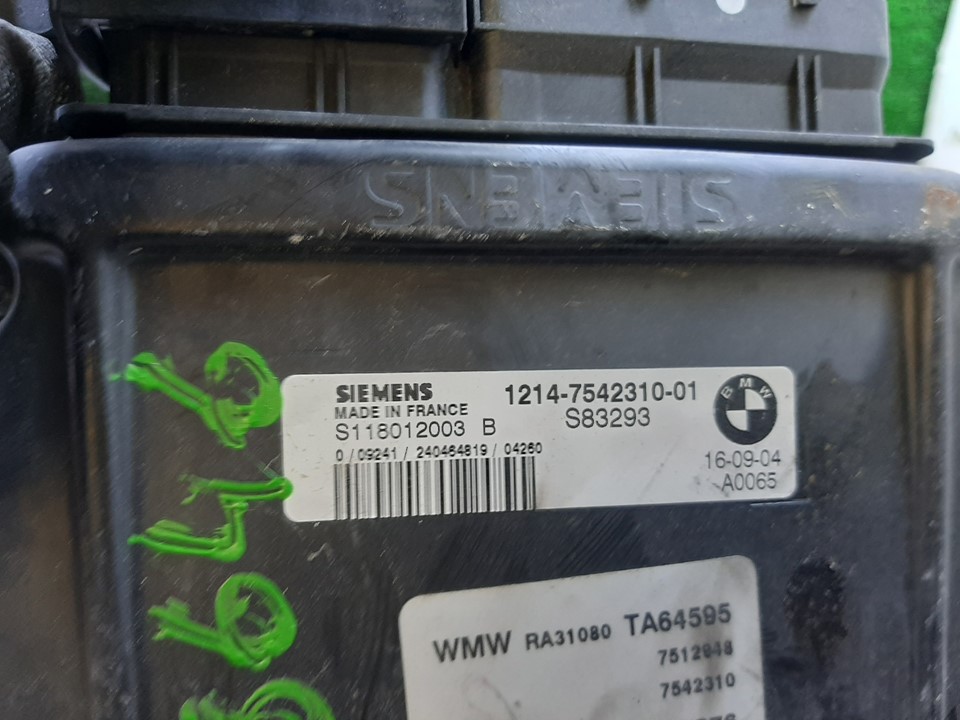 SIEMENS
SIEMENS
MADE IN FRANCE
S118012003 B
0 / 09241 / 240464819 / 04260
1214-7542310-01
S83293
BMW
16-09-04
A0065
WMW RA31080 TA64595
7512948
7542310